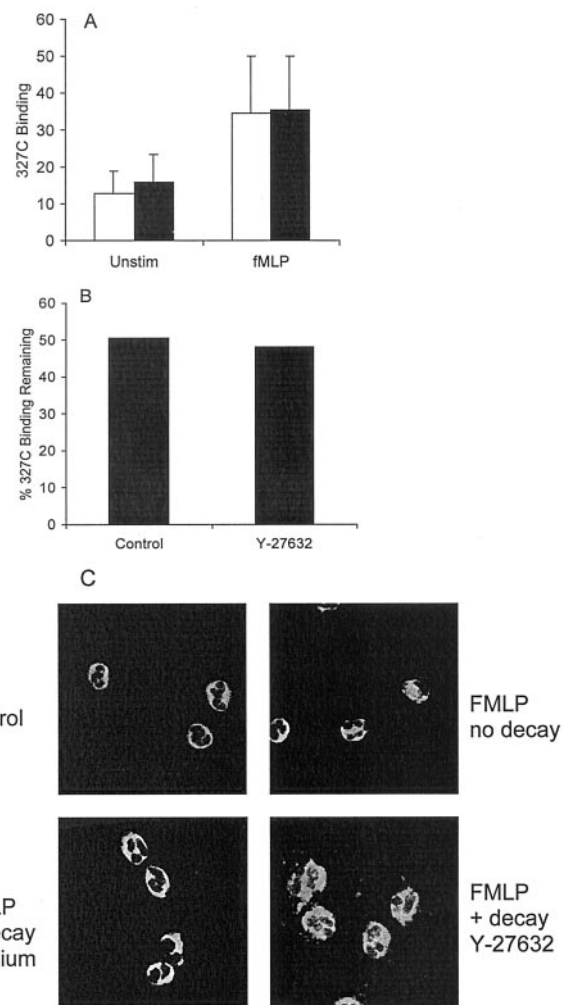 A
60
50
40
30
20
10
0
327C Binding
Unstim
fMLP
B
60
50
40
30
20
10
0
% 327C Binding Remaining
Control
Y-27632
C
FMLP
no decay
FMLP
+ decay
Y-27632